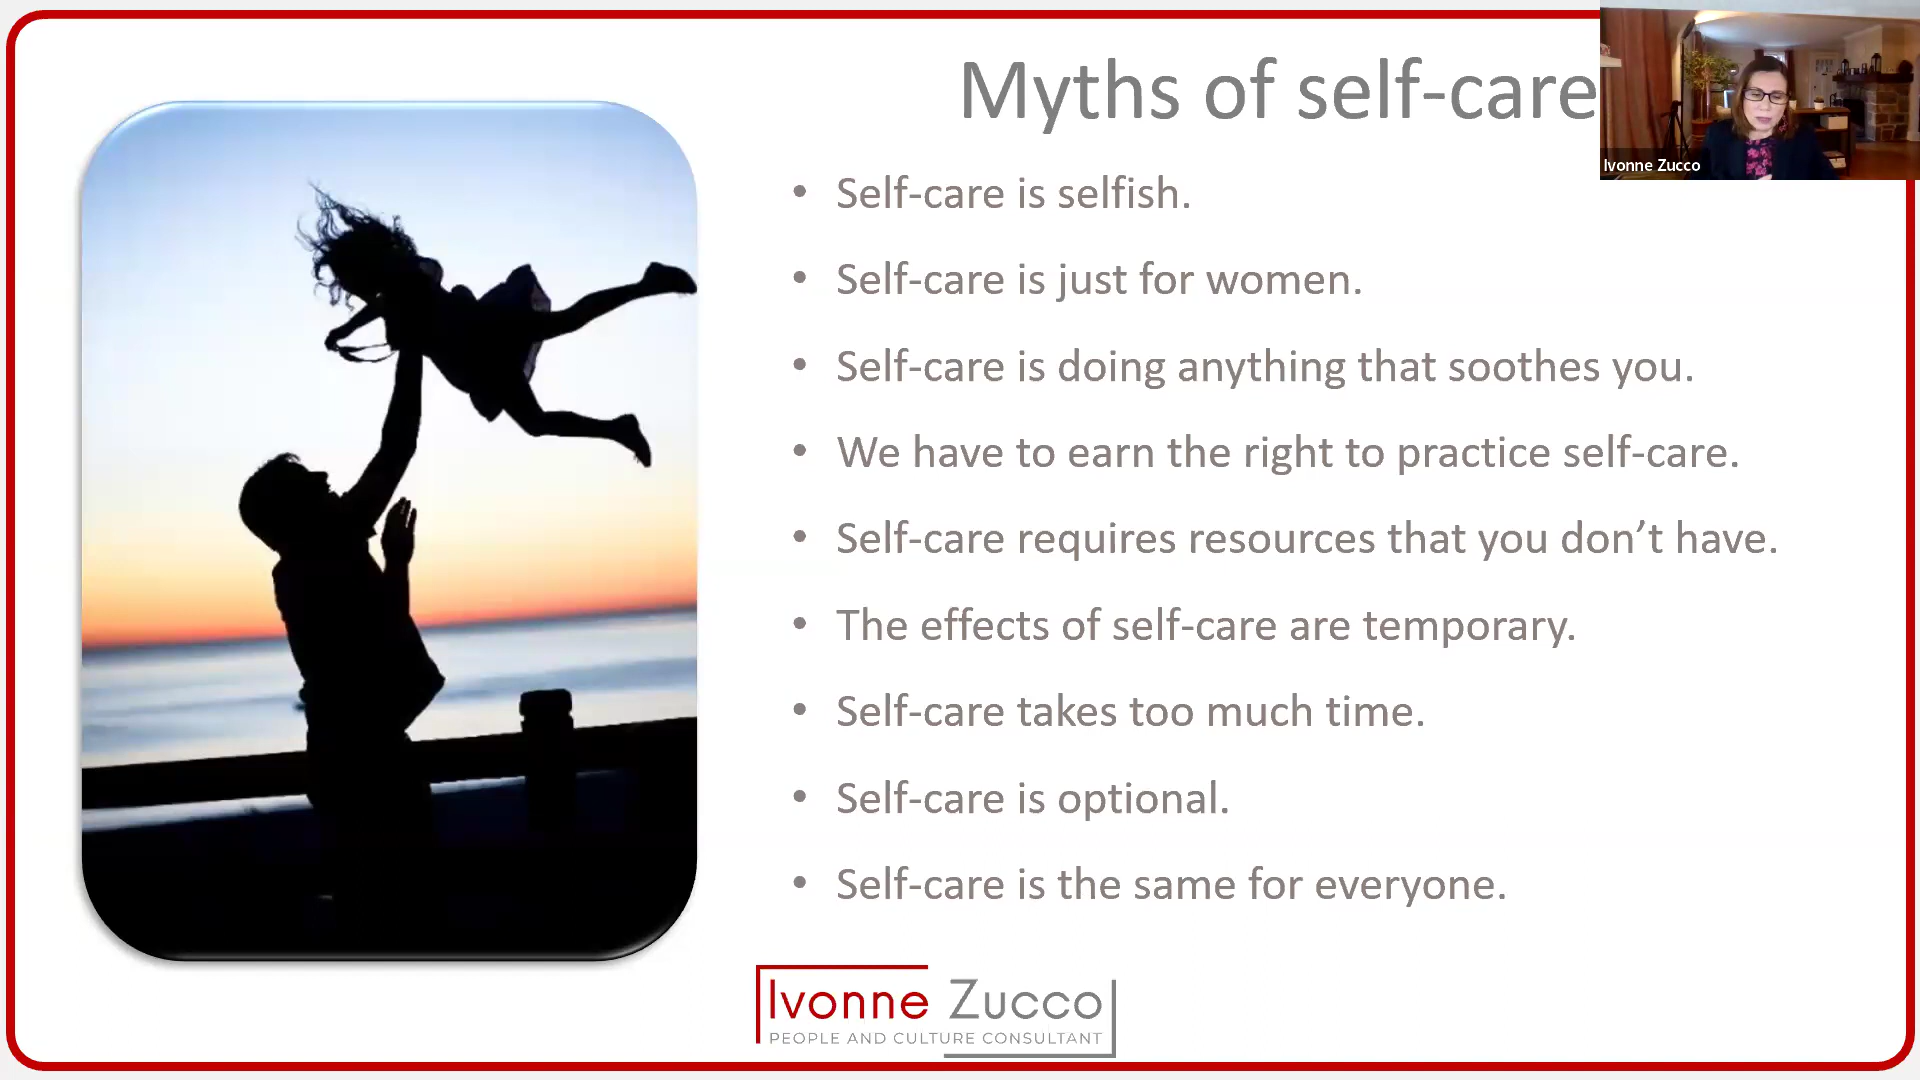 Myths of self-care
Ivonne Zucco
• Self-care is selfish.
• Self-care is just for women.
• Self-care is doing anything that soothes you.
• We have to earn the right to practice self-care.
• Self-care requires resources that you don’t have.
• The effects of self-care are temporary.
• Self-care takes too much time.
• Self-care is optional.
• Self-care is the same for everyone.
Ivonne Zucco
PEOPLE AND CULTURE CONSULTANT